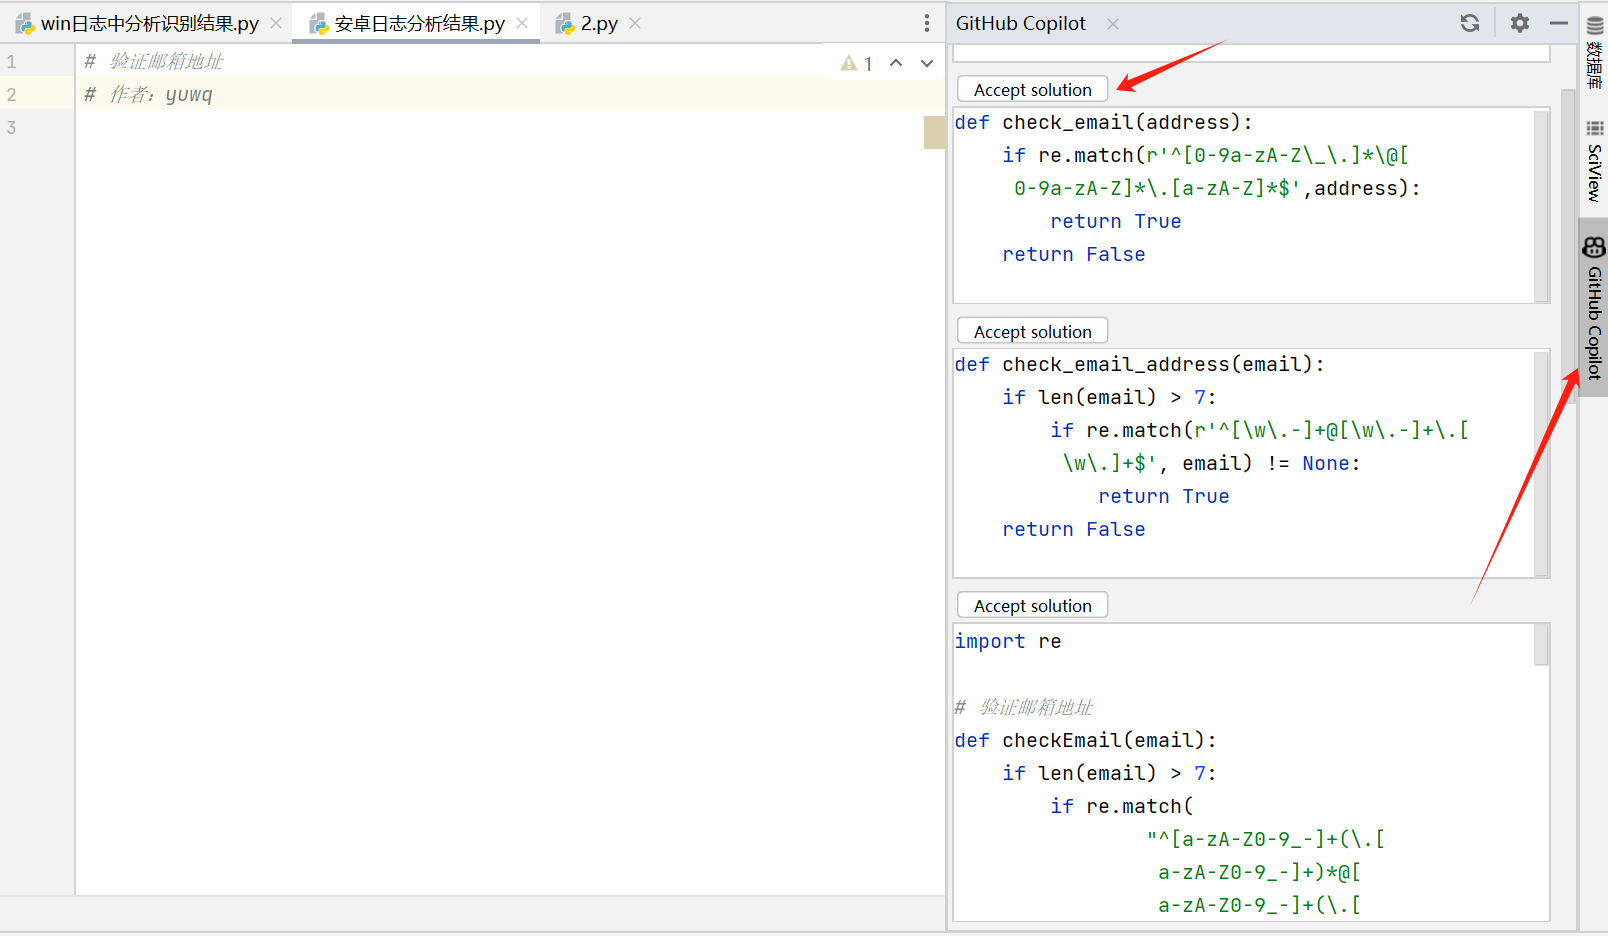 win日志中分析识别结果.py
安卓日志分析结果.py
2.py
1
# 验证邮箱地址
1
2
# 作者：yuwq
3
GitHub Copilot
Accept solution
def check_email(address):
if re.match(r'^[0-9a-zA-Z\_\.]*\@[
0-9a-zA-Z]*\.[a-zA-Z]*$',address):
return True
return False
Accept solution
def check_email_address(email):
if len(email) > 7:
if re.match(r'^[\w\.-]+@[\w\.-]+\.[
\w\.]+$', email) != None:
return True
return False
Accept solution
import re
# 验证邮箱地址
def checkEmail(email):
if len(email) > 7:
if re.match(
"^[a-zA-Z0-9_-]+(\.[
a-zA-Z0-9_-]+)*@[
a-zA-Z0-9_-]+(\.[
数据库
SciView
GitHub Copilot